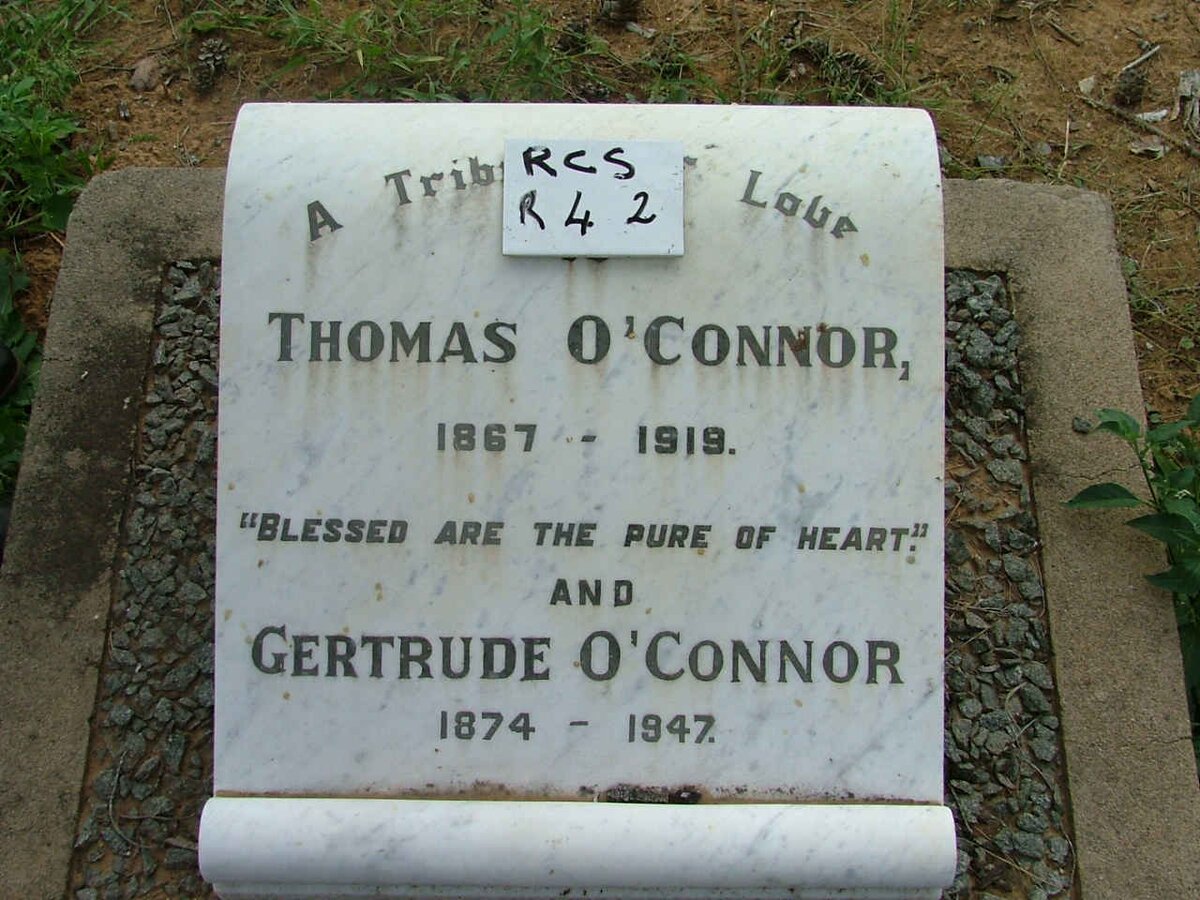 RCS
R42
A Love
THOMAS O'CONNOR,
1867 - 1919.
"BLESSED ARE THE PURE OF HEART."
AND
GERTRUDE O'CONNOR
1874 - 1947.